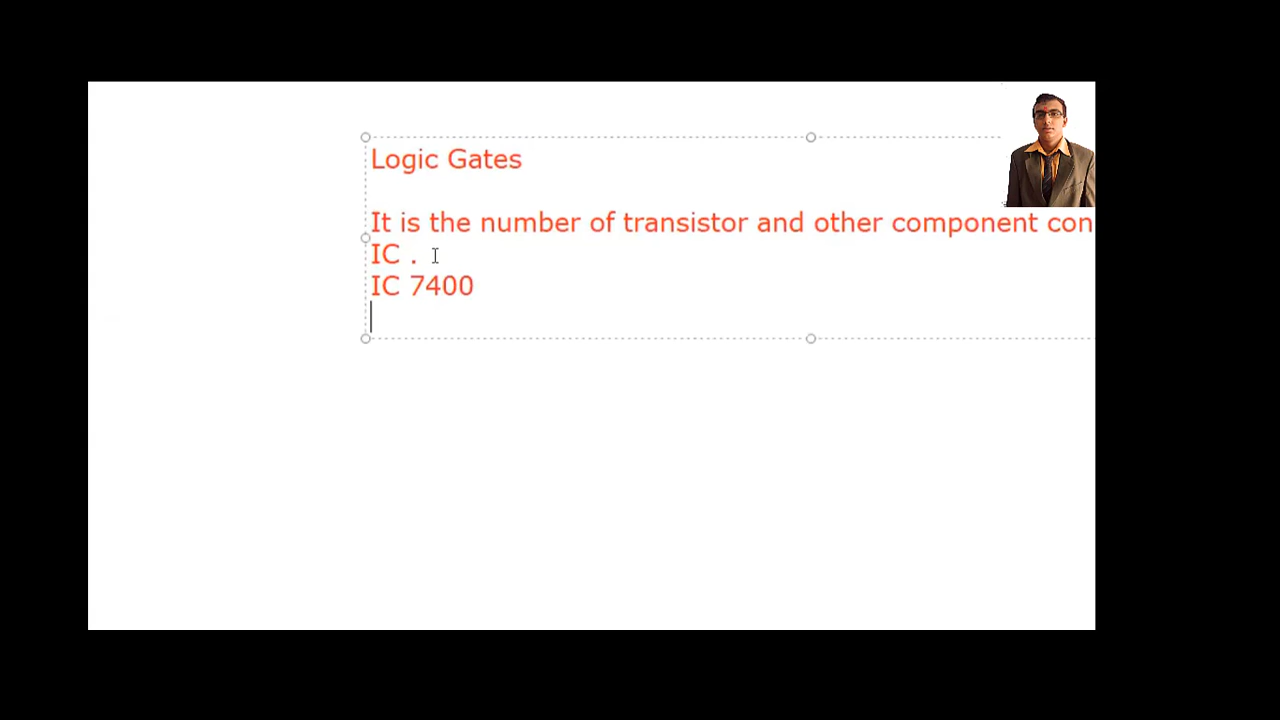 Logic Gates
It is the number of transistor and other component con
IC .
IC 7400